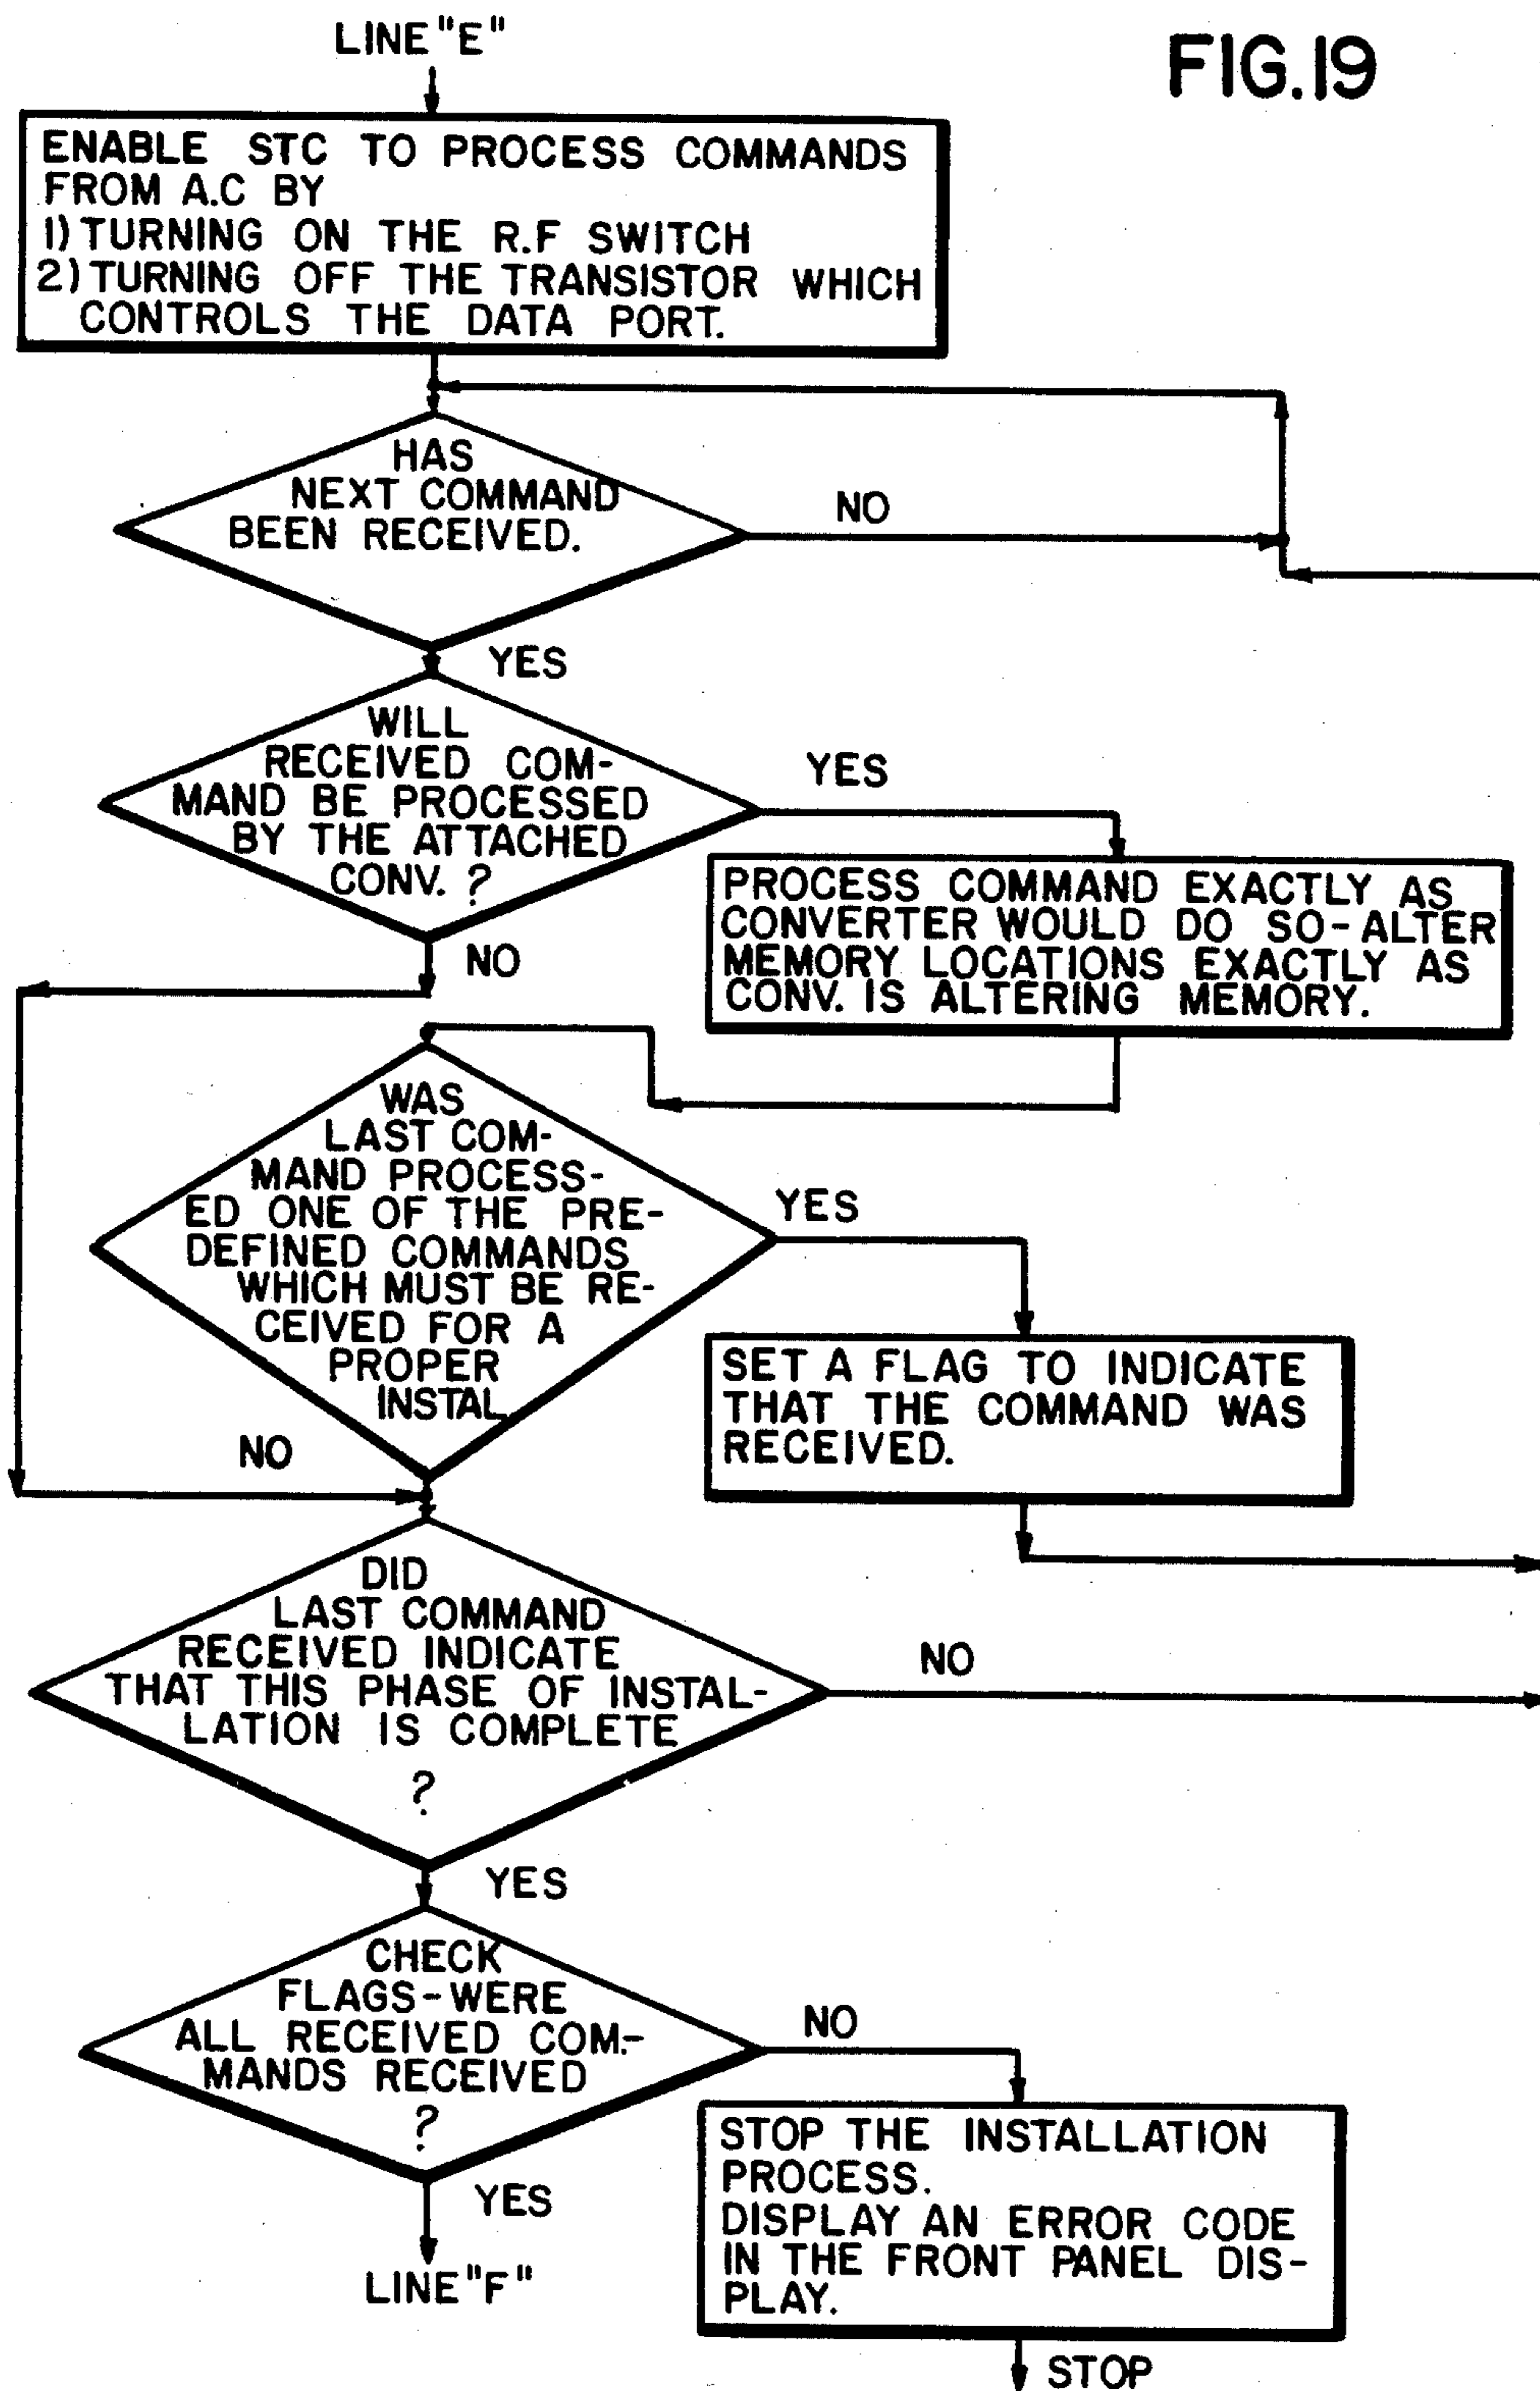 LINE "E"
FIG.19
ENABLE STC TO PROCESS COMMANDS
FROM A.C BY
1) TURNING ON THE R.F SWITCH
2) TURNING OFF THE TRANSISTOR WHICH
CONTROLS THE DATA PORT.
HAS
NEXT COMMAND
BEEN RECEIVED.
NO
YES
WILL
RECEIVED COM-
MAND BE PROCESSED
BY THE ATTACHED
CONV. ?
YES
NO
PROCESS COMMAND EXACTLY AS
CONVERTER WOULD DO SO-ALTER
MEMORY LOCATIONS EXACTLY AS
CONV. IS ALTERING MEMORY.
WAS
LAST COM-
MAND PROCESS-
ED ONE OF THE PRE-
DEFINED COMMANDS
WHICH MUST BE RE-
CEIVED FOR A
PROPER
INSTAL.
YES
NO
SET A FLAG TO INDICATE
THAT THE COMMAND WAS
RECEIVED.
DID
LAST COMMAND
RECEIVED INDICATE
THAT THIS PHASE OF INSTAL-
LATION IS COMPLETE
?
NO
YES
CHECK
FLAGS-WERE
ALL RECEIVED COM.-
MANDS RECEIVED
?
NO
YES
STOP THE INSTALLATION
PROCESS.
DISPLAY AN ERROR CODE
IN THE FRONT PANEL DIS-
PLAY.
LINE "F"
STOP